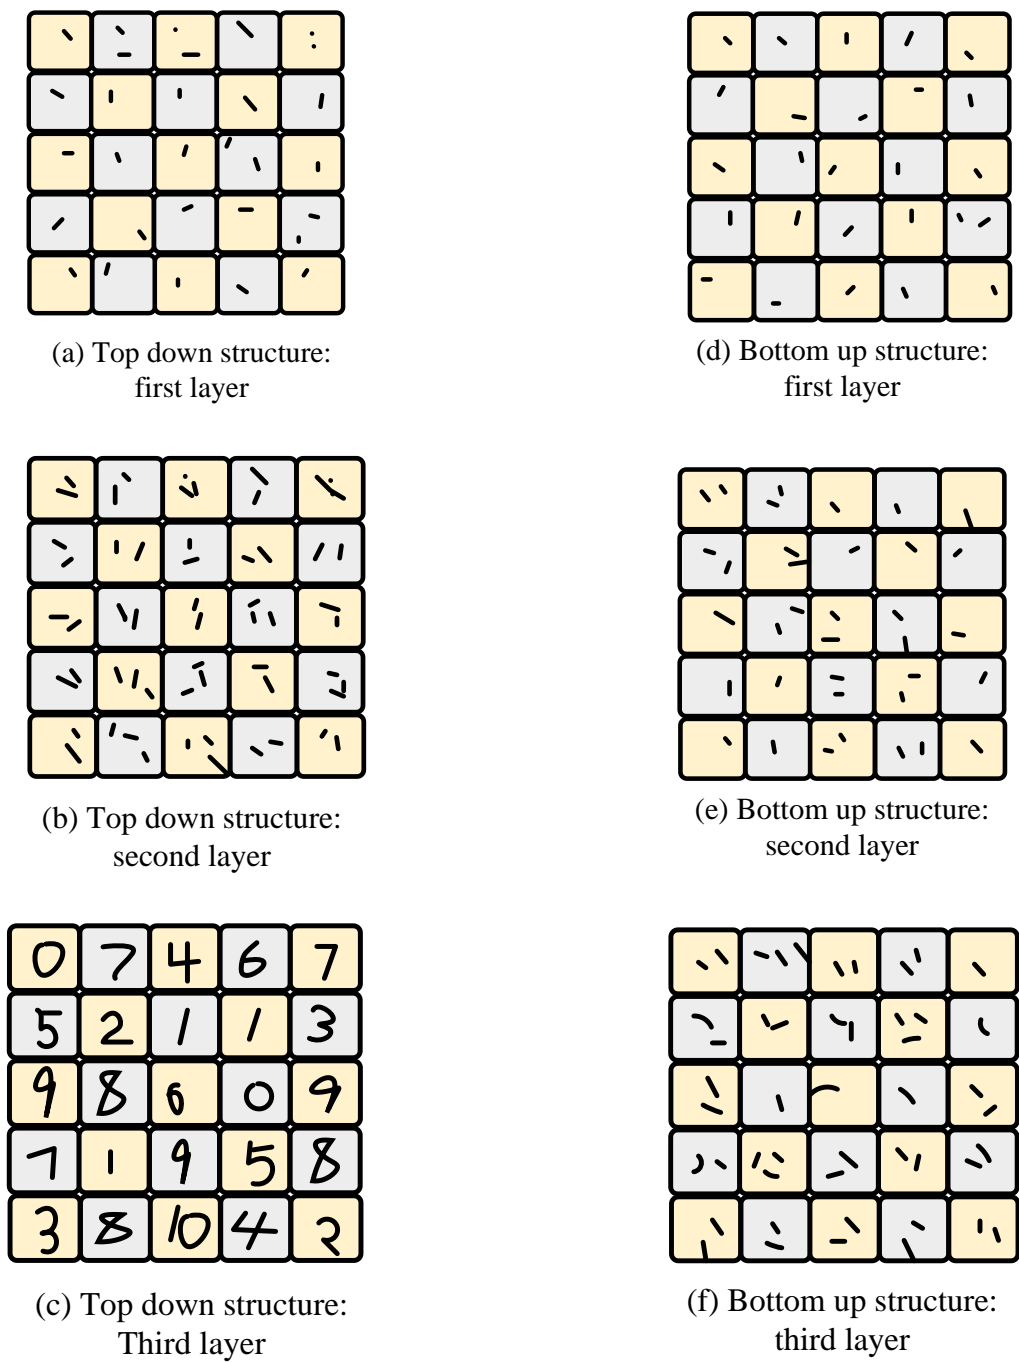 (a) Top down structure:
first layer
(d) Bottom up structure:
first layer
(b) Top down structure:
second layer
(e) Bottom up structure:
second layer
0 7 4 6 7
5 2 1 1 3
9 8 6 0 9
7 1 9 5 8
3 8 10 4 2
(c) Top down structure:
Third layer
(f) Bottom up structure:
third layer